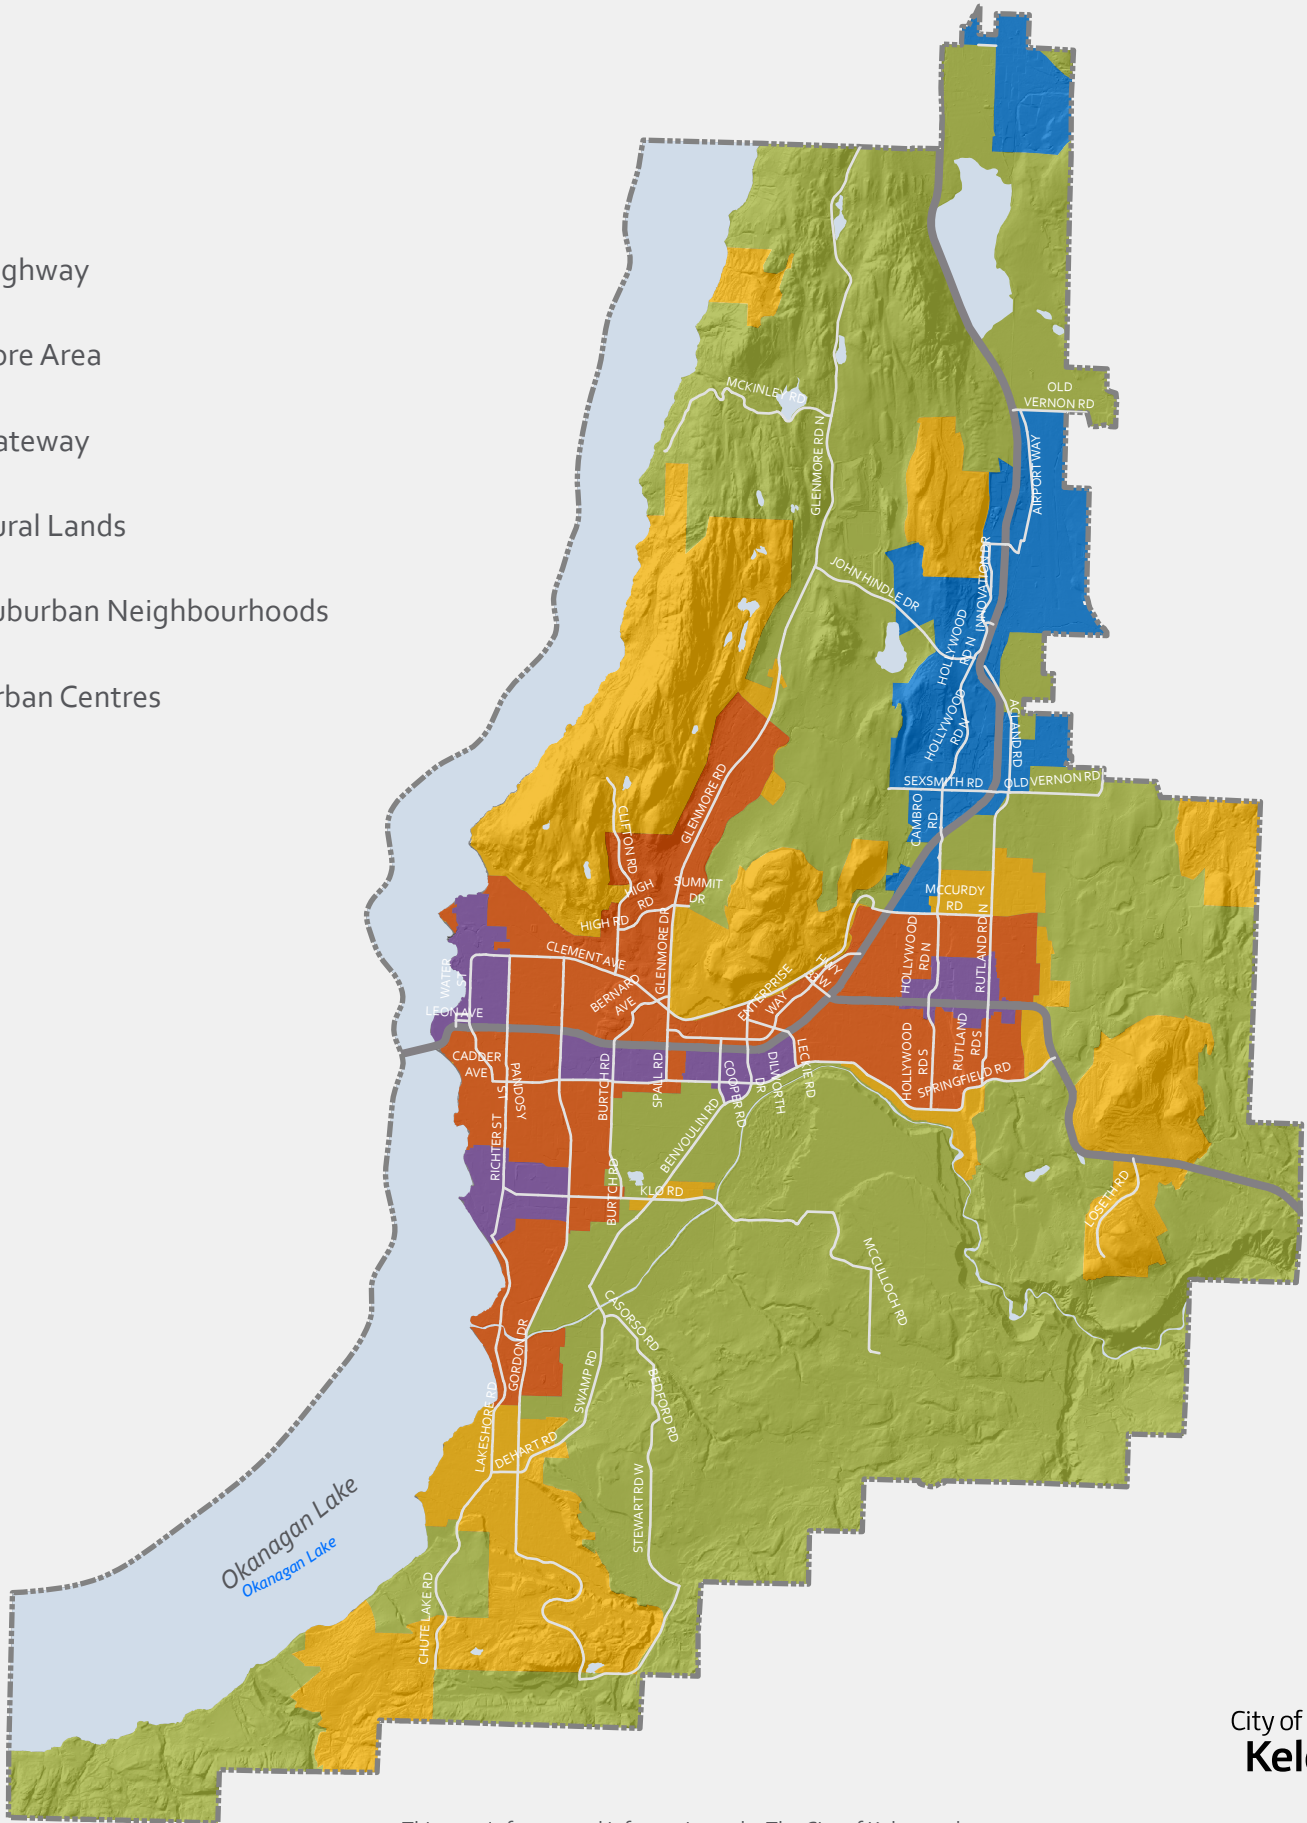 ghway
ore Area
ateway
ural Lands
uburban Neighbourhoods
rban Centres
MCKINLEY RD
GLENMORE RD N
OLD
VERNON RD
AIRPORT WAY
JOHN HINDLE DR
INNOVATION DR
HOLLYWOOD
RD N
HOLLYWOOD
RD N
ACLAND RD
SEXSMITH RD
OLD VERNON RD
CAMBRO
RD
GLENMORE RD
CLIFTON RD
SUMMIT
DR
HIGH
RD
HIGH RD
MCCURDY
RD
GLENMORE DR
CLEMENT AVE
BERNARD
AVE
WATER
ST
LEON AVE
ENTERPRISE
WAY
HWY
33 W
HOLLYWOOD
RD N
RUTLAND RD N
CADDER
AVE
PANDOSY
ST
BURTCH RD
SPALL RD
COOPER RD
DILWORTH
DR
LECKIE RD
HOLLYWOOD
RD S
RUTLAND
RD S
SPRINGFIELD RD
RICHTER ST
BENVOULIN RD
BURTCH RD
KLO RD
LOSETH RD
MCCULLOCH RD
CASORSO RD
GORDON DR
SWAMP RD
BEDFORD RD
LAKESHORE RD
DEHART RD
STEWART RD W
CHUTE LAKE RD
Okanagan Lake
Okanagan Lake
City of
Kel